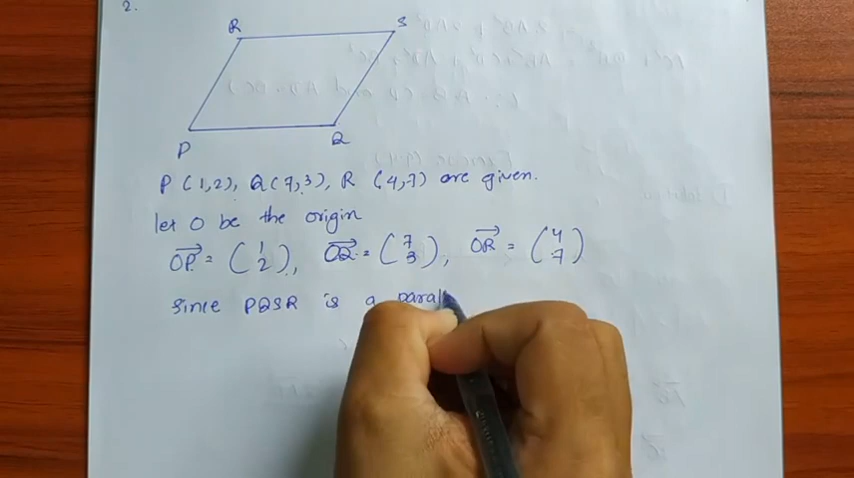 2.
R S
P Q
P (1,2), Q(7,3), R (4,7) are given.
let O be the origin
OP→ = (1 2), OQ→ = (7 3), OR→ = (4 7)
Since PQSR is a paral